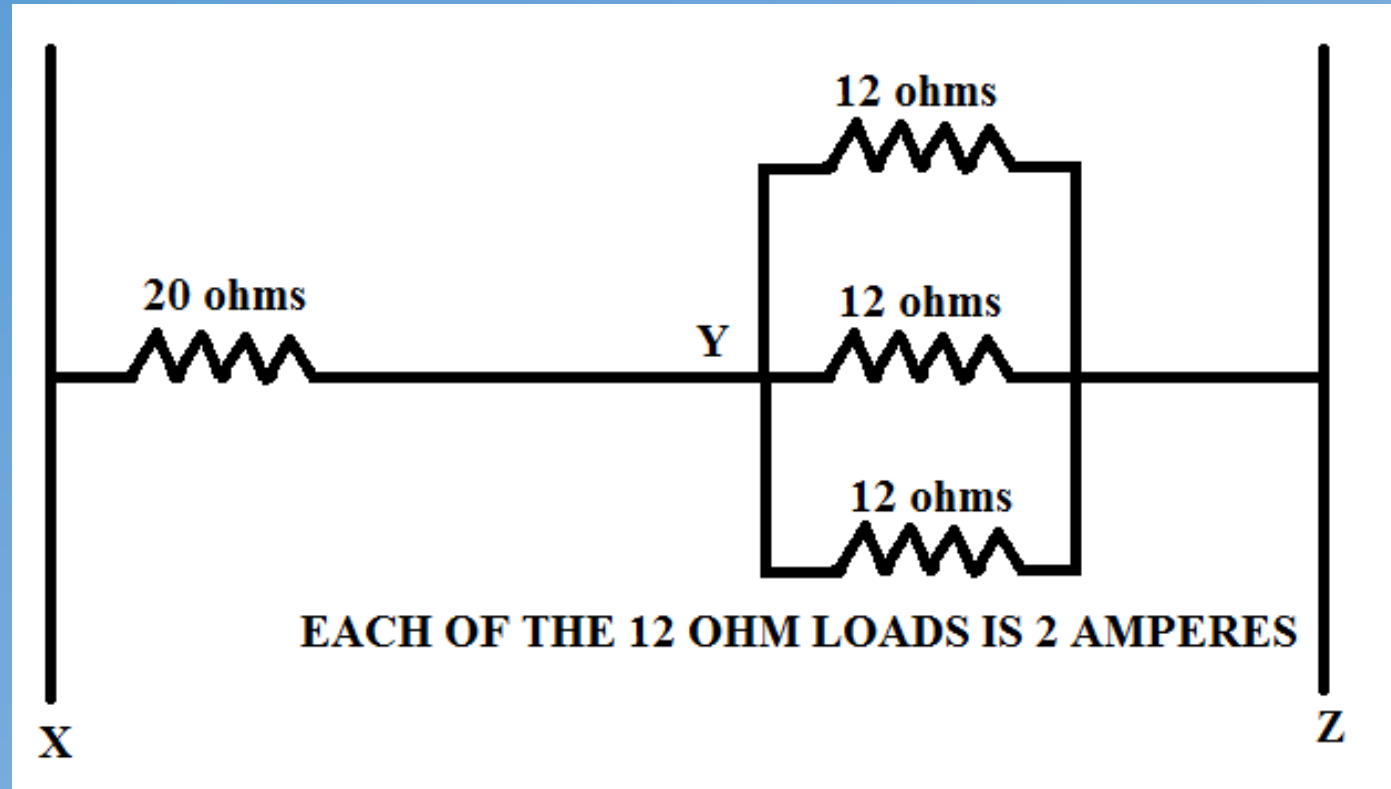 12 ohms
20 ohms
12 ohms
Y
12 ohms
EACH OF THE 12 OHM LOADS IS 2 AMPERES
X
Z